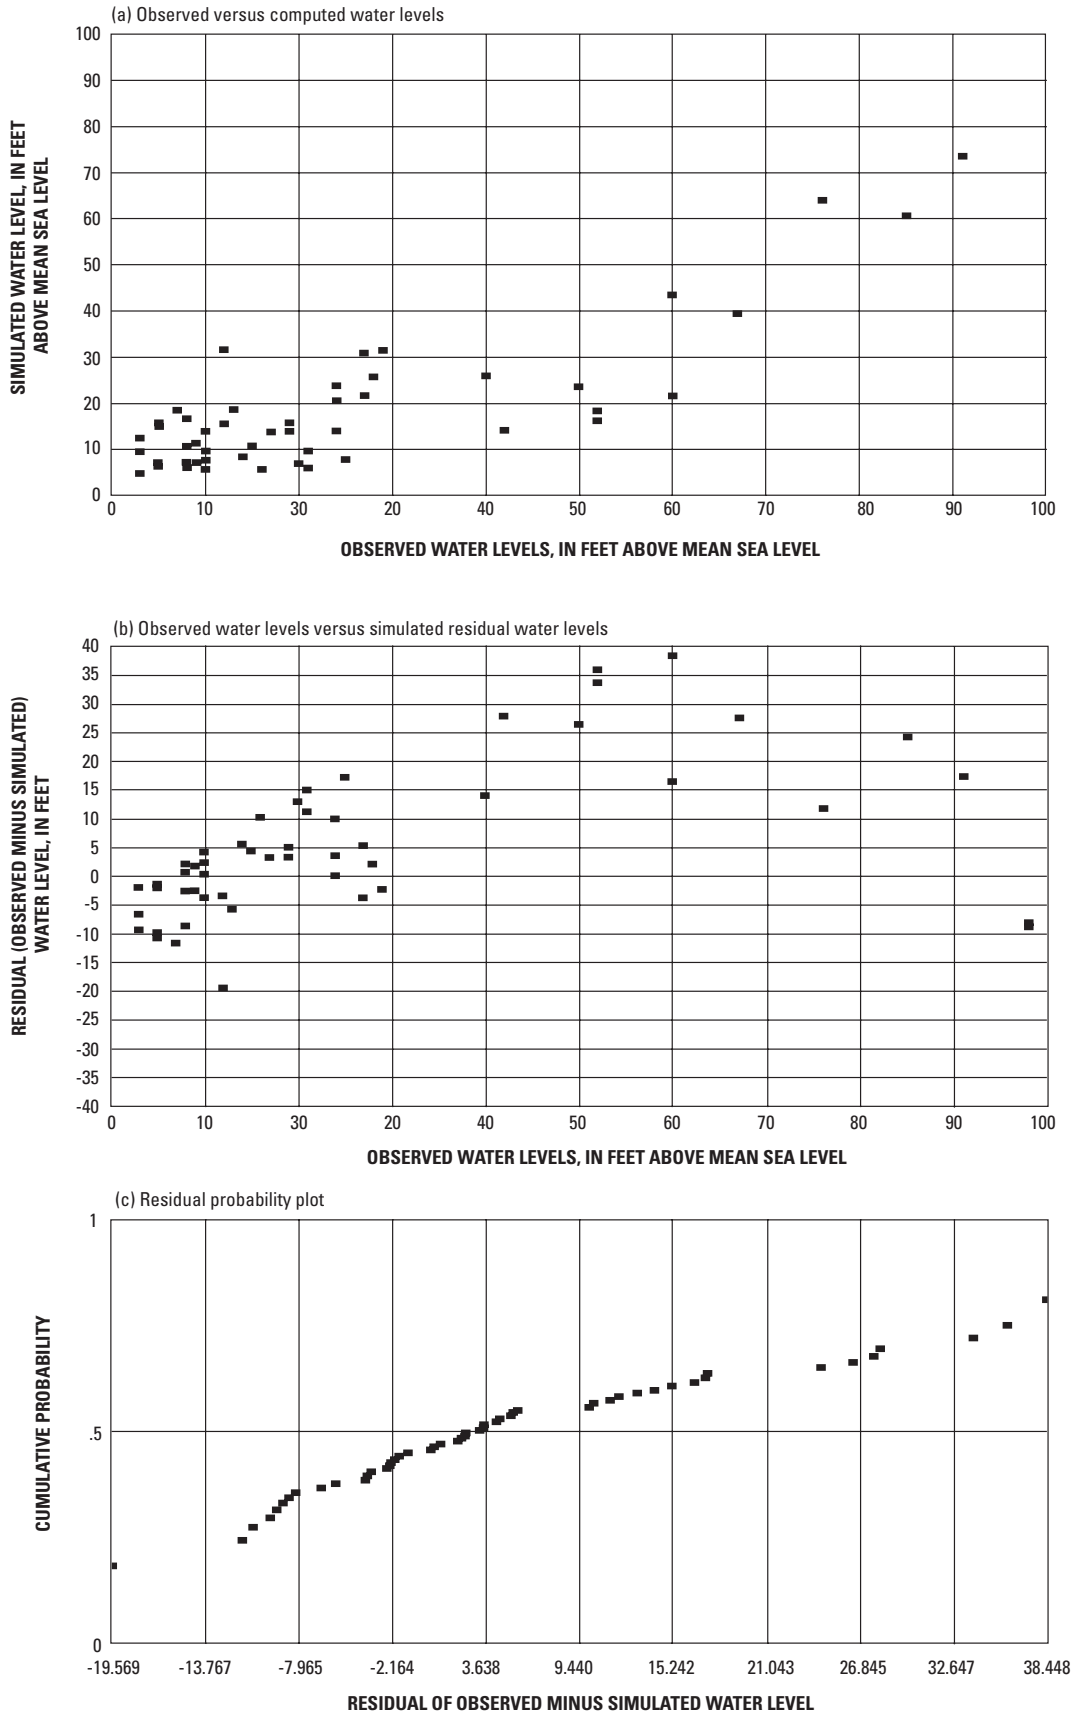 (a) Observed versus computed water levels
100
90
80
70
60
50
40
30
20
10
0
SIMULATED WATER LEVEL, IN FEET
ABOVE MEAN SEA LEVEL
0 10 30 20 40 50 60 70 80 90 100
OBSERVED WATER LEVELS, IN FEET ABOVE MEAN SEA LEVEL
(b) Observed water levels versus simulated residual water levels
40
35
30
25
20
15
10
5
0
-5
-10
-15
-20
-25
-30
-35
-40
RESIDUAL (OBSERVED MINUS SIMULATED)
WATER LEVEL, IN FEET
0 10 30 20 40 50 60 70 80 90 100
OBSERVED WATER LEVELS, IN FEET ABOVE MEAN SEA LEVEL
(c) Residual probability plot
1
.5
0
CUMULATIVE PROBABILITY
-19.569 -13.767 -7.965 -2.164 3.638 9.440 15.242 21.043 26.845 32.647 38.448
RESIDUAL OF OBSERVED MINUS SIMULATED WATER LEVEL